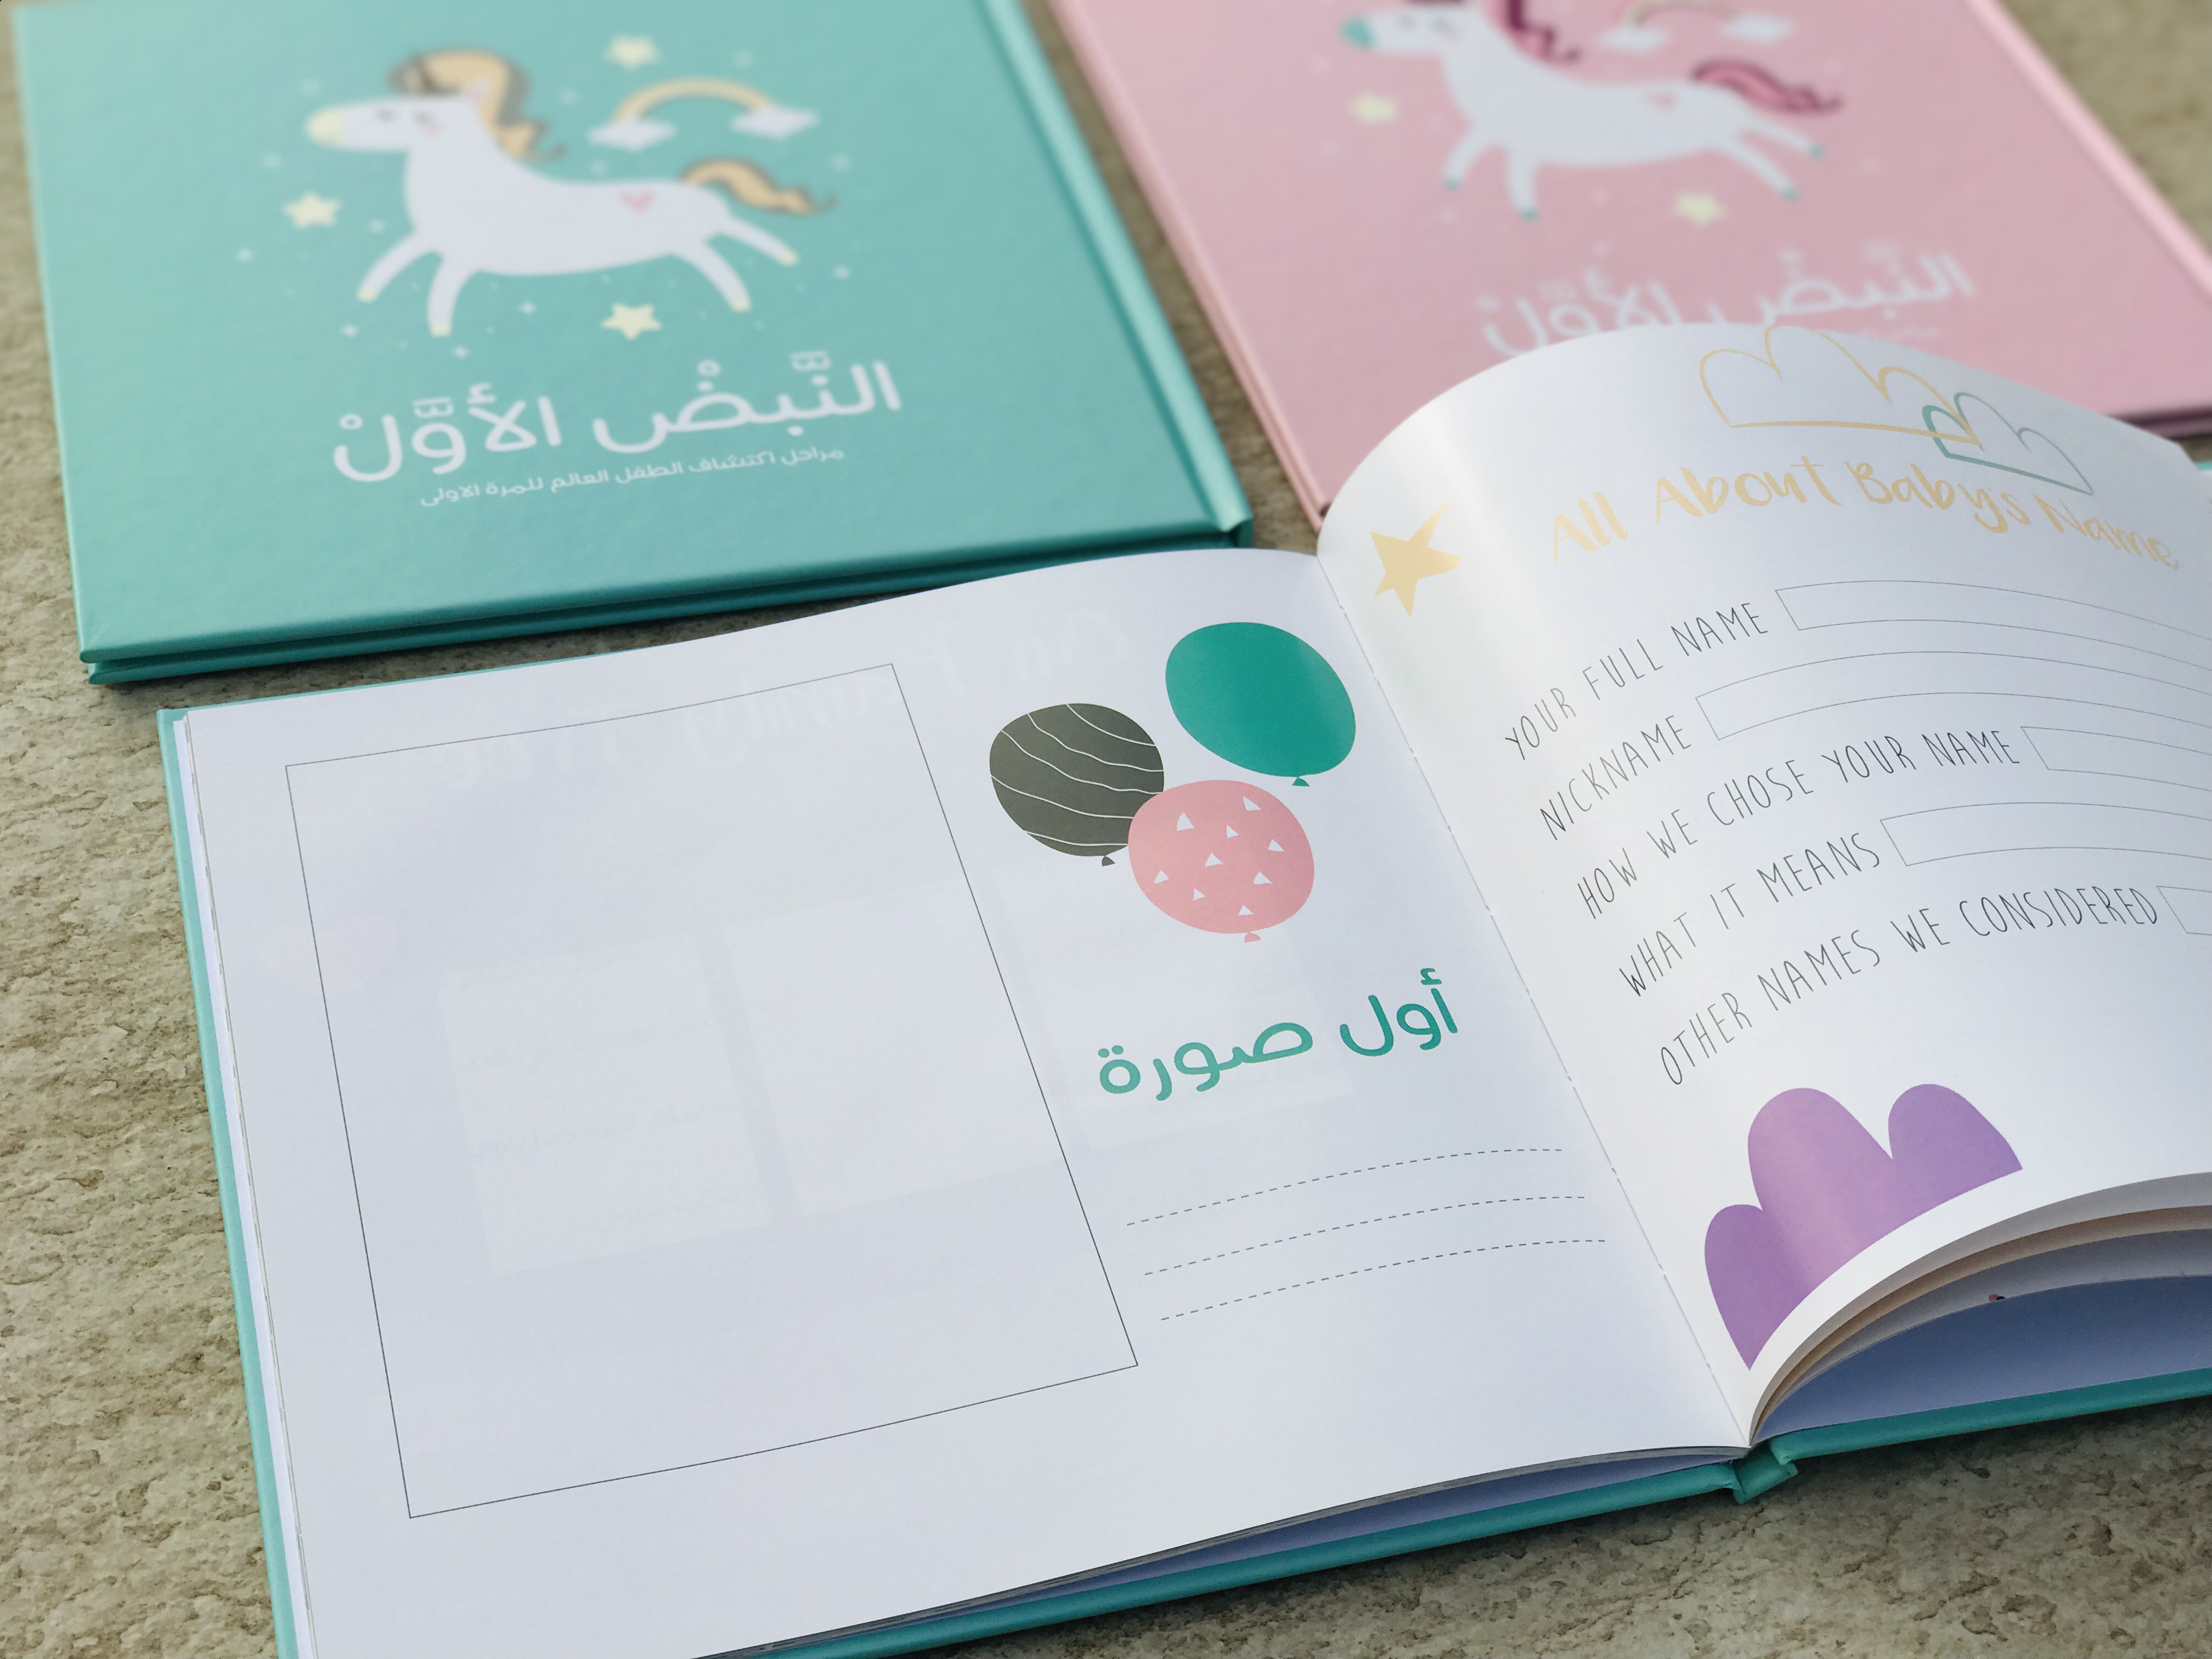 النَّبضْ الأوَّلْ
مراحل اكتشاف الطفل العالم للمرة الاولى
النَّبضْ الأوَّلْ
أول صورة
All About Babys Name
YOUR FULL NAME
NICKNAME
HOW WE CHOSE YOUR NAME
WHAT IT MEANS
OTHER NAMES WE CONSIDERED